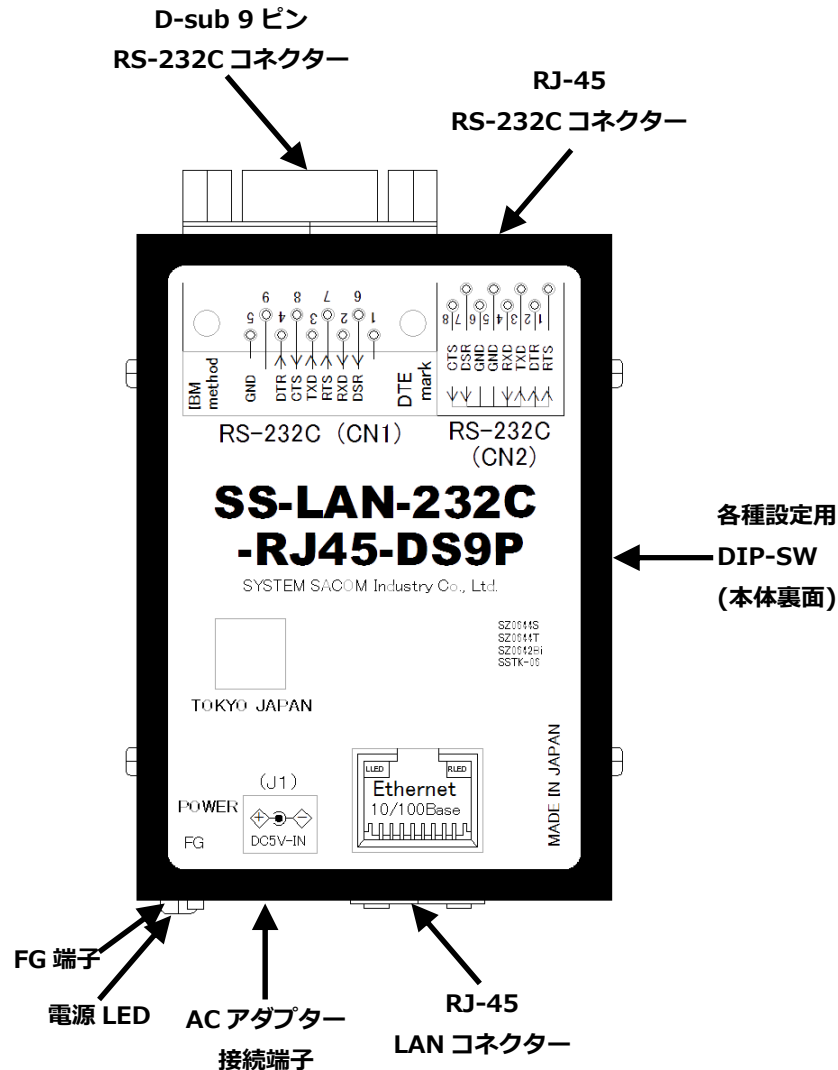 D-sub 9 ピン
RS-232C コネクター
RJ-45
RS-232C コネクター
9 8 7 6
5 4 3 2 1
IBM
method
GND
DTR
CTS
TXD
RTS
RXD
DSR
DTE
mark
8 7 6 5 4 3 2 1
CTS
DSR
GND
GND
RXD
TXD
DTR
RTS
RS-232C (CN1)
RS-232C
(CN2)
SS-LAN-232C
-RJ45-DS9P
SYSTEM SACOM Industry Co., Ltd.
各種設定用
DIP-SW
(本体裏面)
SZ0644S
SZ0644T
SZ0642Bi
SSTK-06
TOKYO JAPAN
MADE IN JAPAN
(J1)
POWER
FG
DC5V-IN
LLED
RLED
Ethernet
10/100Base
FG 端子
電源 LED
AC アダプター
接続端子
RJ-45
LAN コネクター